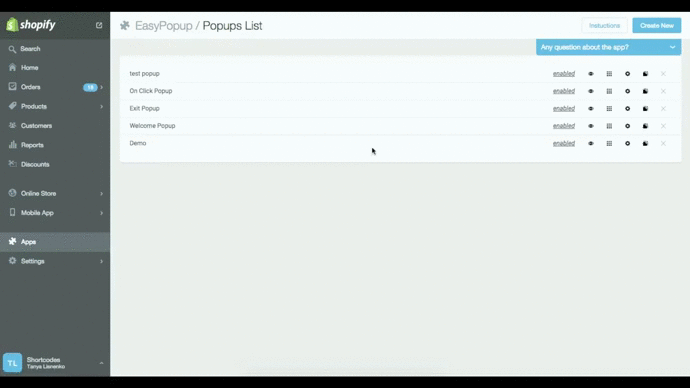 shopify
EasyPopup / Popups List
Instuctions
Create New
Any question about the app?
Search
Home
Orders
18
Products
Customers
Reports
Discounts
Online Store
Mobile App
Apps
Settings
test popup
enabled
On Click Popup
enabled
Exit Popup
enabled
Welcome Popup
enabled
Demo
enabled
TL
Shortcodes
Tanya Lisnenko